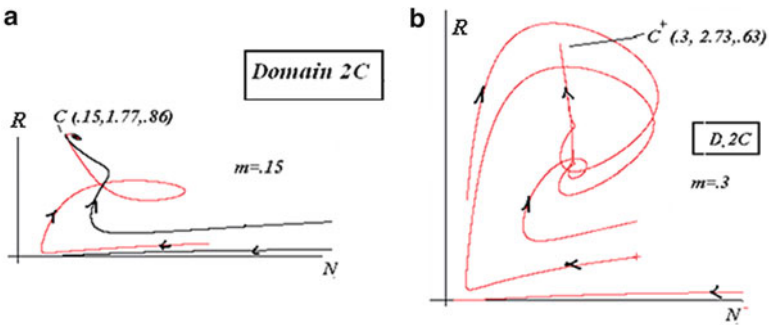 a
Domain 2C
C (.15,1.77,.86)
R
m=.15
N
b
R
C+ (.3, 2.73,.63)
D. 2C
m=.3
N